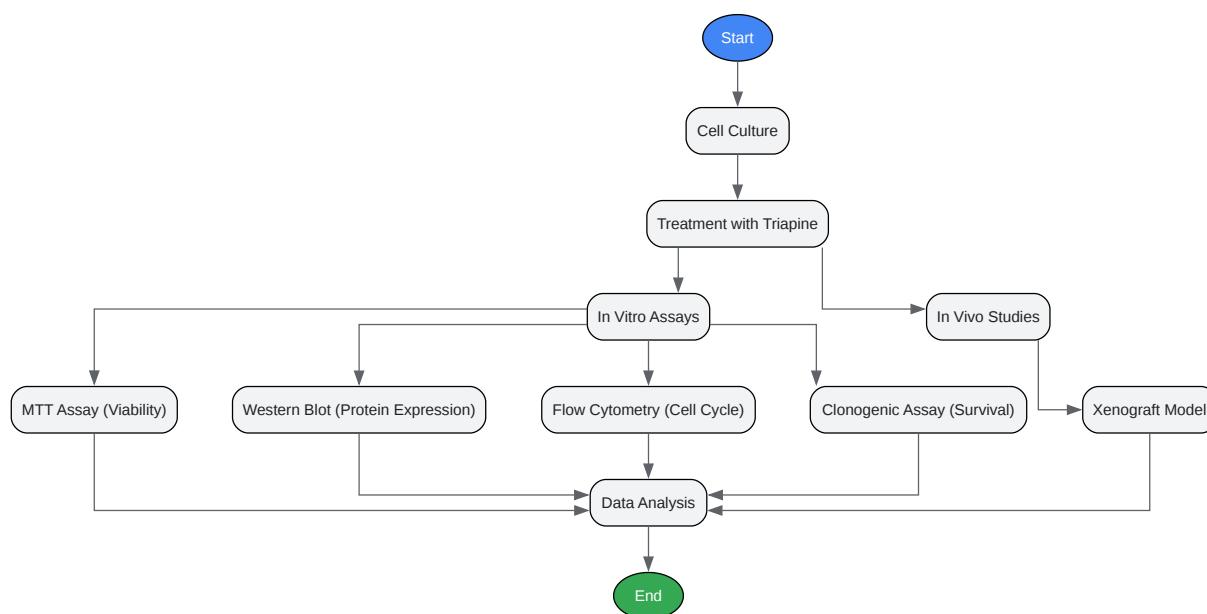 Start
Cell Culture
Treatment with Triapine
In Vitro Assays
In Vivo Studies
MTT Assay (Viability)
Western Blot (Protein Expression)
Flow Cytometry (Cell Cycle)
Clonogenic Assay (Survival)
Xenograft Model
Data Analysis
End